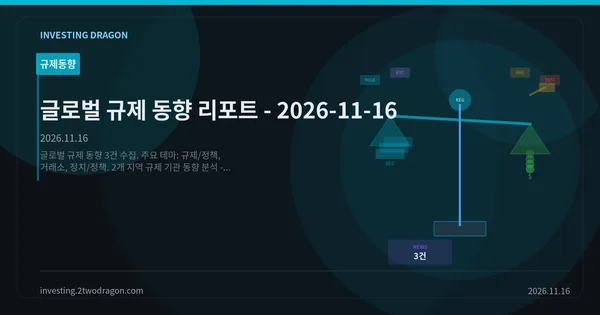 INVESTING DRAGON
규제동향
글로벌 규제 동향 리포트 - 2026-11-16
2026.11.16
글로벌 규제 동향 3건 수집. 주요 테마: 규제/정책,
거래소, 정치/정책. 2개 지역 규제 기관 동향 분석 -...
REG
SEC
$
NEWS
3건
investing.2twodragon.com
2026.11.16